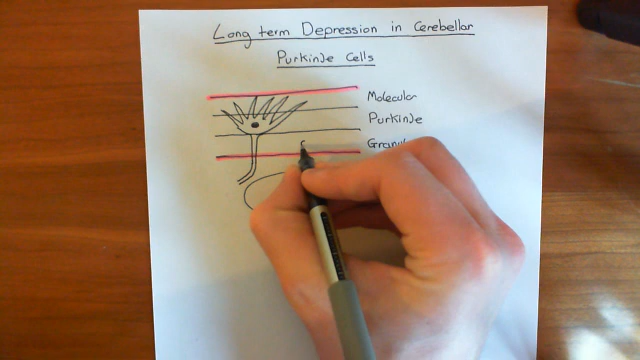 Long term Depression in Cerebellar
Purkinje Cells
Molecular
Purkinje